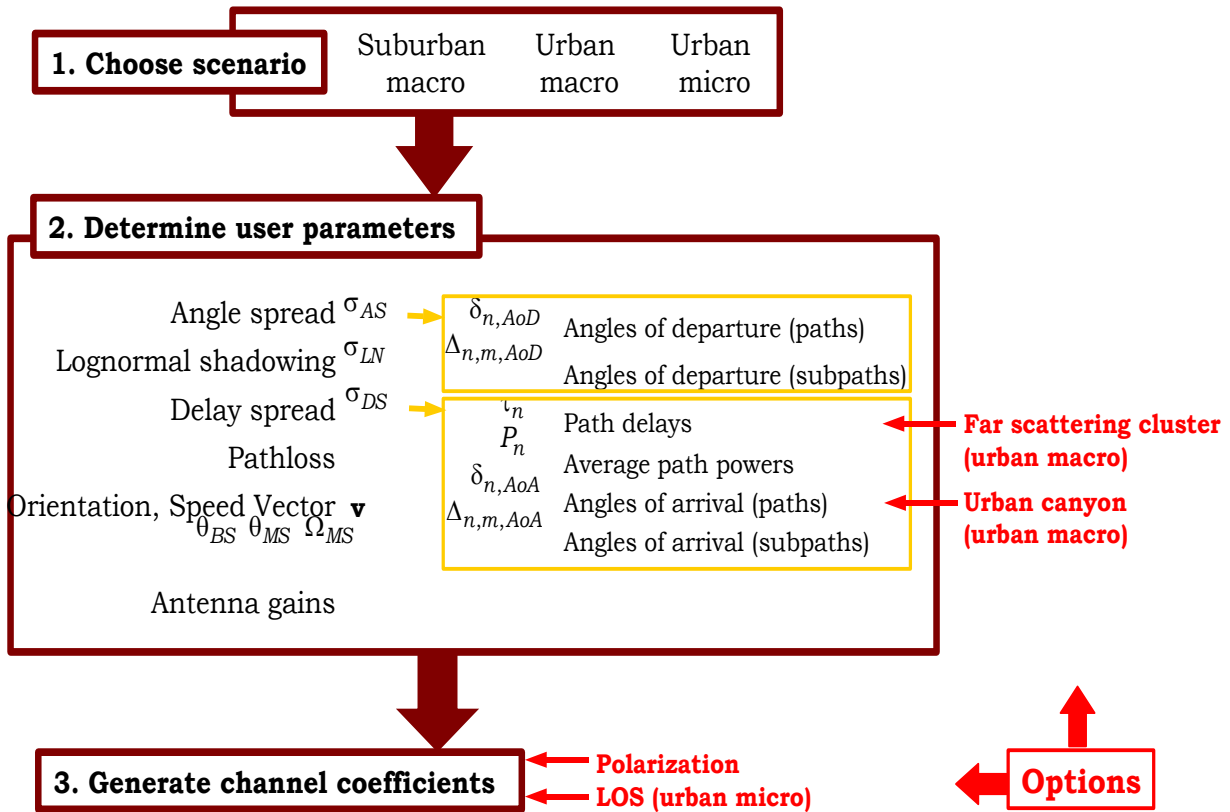 1. Choose scenario
Suburban macro
Urban macro
Urban micro
2. Determine user parameters
Angle spread σAS
Lognormal shadowing σLN
Delay spread σDS
Pathloss
Orientation, Speed Vector v
θBS θMS ΩMS
Antenna gains
δn,AoD
Δn,m,AoD
Angles of departure (paths)
Angles of departure (subpaths)
τn
Pn
δn,AoA
Δn,m,AoA
Path delays
Average path powers
Angles of arrival (paths)
Angles of arrival (subpaths)
Far scattering cluster
(urban macro)
Urban canyon
(urban macro)
3. Generate channel coefficients
Polarization
LOS (urban micro)
Options